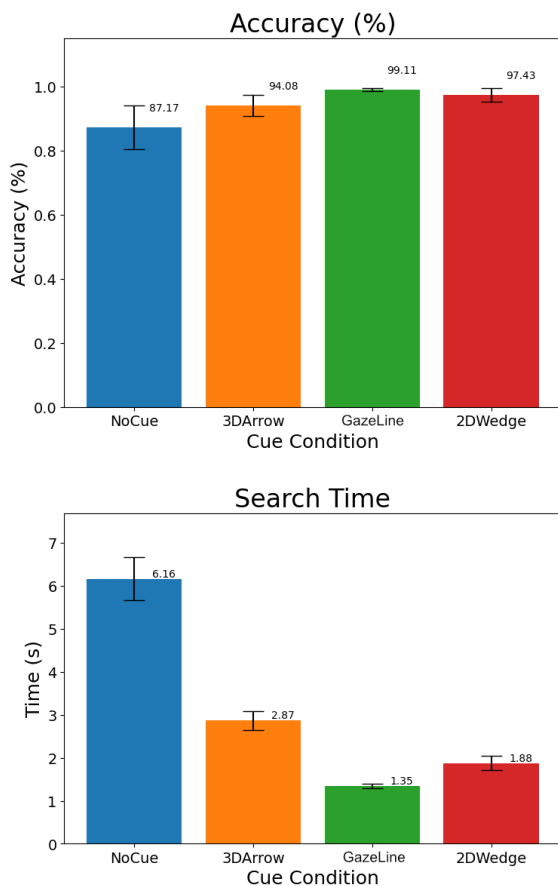 Accuracy (%)
99.11
97.43
94.08
87.17
1.0
0.8
0.6
0.4
0.2
0.0
Accuracy (%)
NoCue 3DArrow GazeLine 2DWedge
Cue Condition
Search Time
7
6
5
4
3
2
1
0
Time (s)
6.16
2.87
1.35
1.88
NoCue 3DArrow GazeLine 2DWedge
Cue Condition